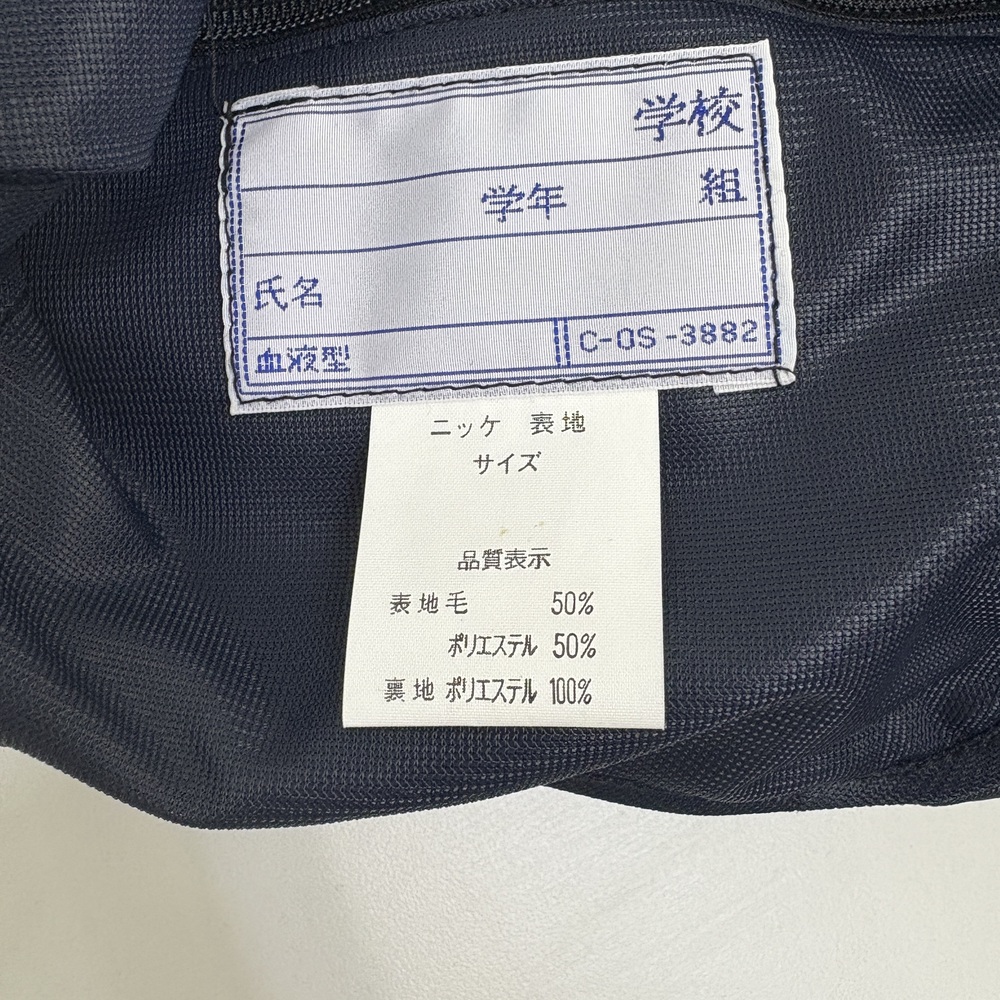 学校
学年 組
氏名
血液型 C-OS-3882
ニッケ 表地
サイズ
品質表示
表地毛 50%
ポリエステル 50%
裏地 ポリエステル 100%